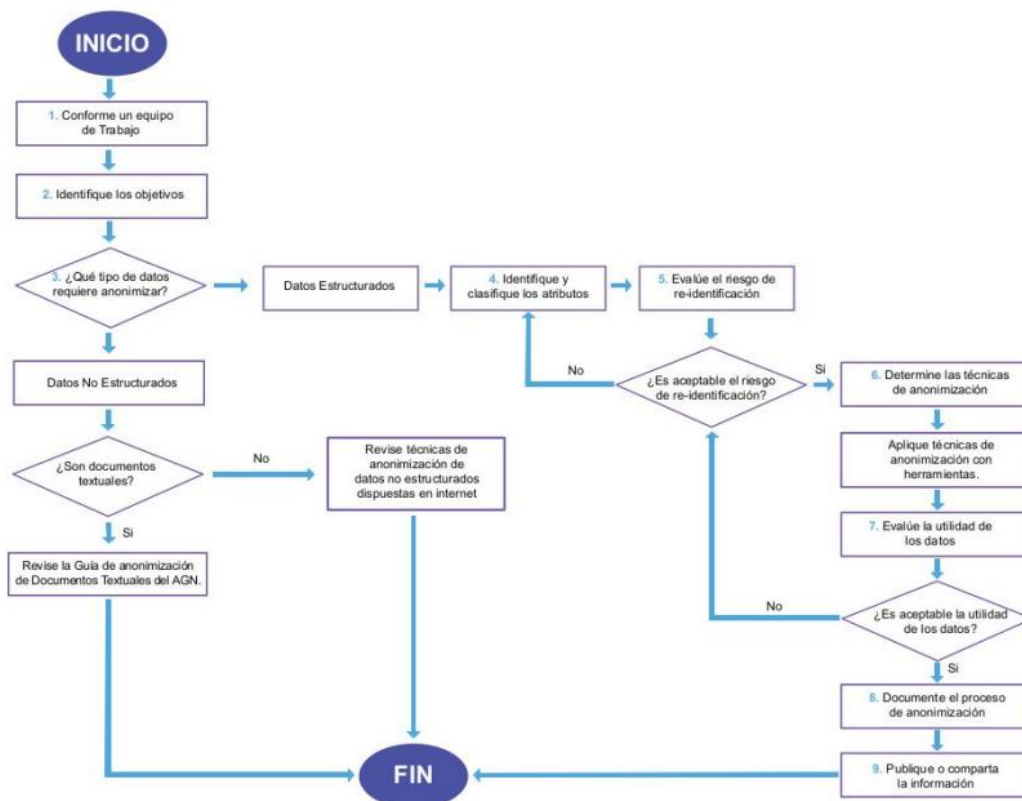 INICIO
1. Conforme un equipo
de Trabajo
2. Identifique los objetivos
3. ¿Qué tipo de datos
requiere anonimizar?
Datos Estructurados
4. Identifique y
clasifique los atributos
5. Evalúe el riesgo de
re-identificación
Datos No Estructurados
No
¿Es aceptable el riesgo
de re-identificación?
Si
6. Determine las técnicas
de anonimización
¿Son documentos
textuales?
No
Revise técnicas de
anonimización de
datos no estructurados
dispuestas en internet
Aplique técnicas de
anonimización con
herramientas.
Si
7. Evalúe la utilidad de
los datos
Revise la Guía de anonimización
de Documentos Textuales del AGN.
No
¿Es aceptable la utilidad
de los datos?
Si
8. Documente el proceso
de anonimización
FIN
9. Publique o comparta
la información